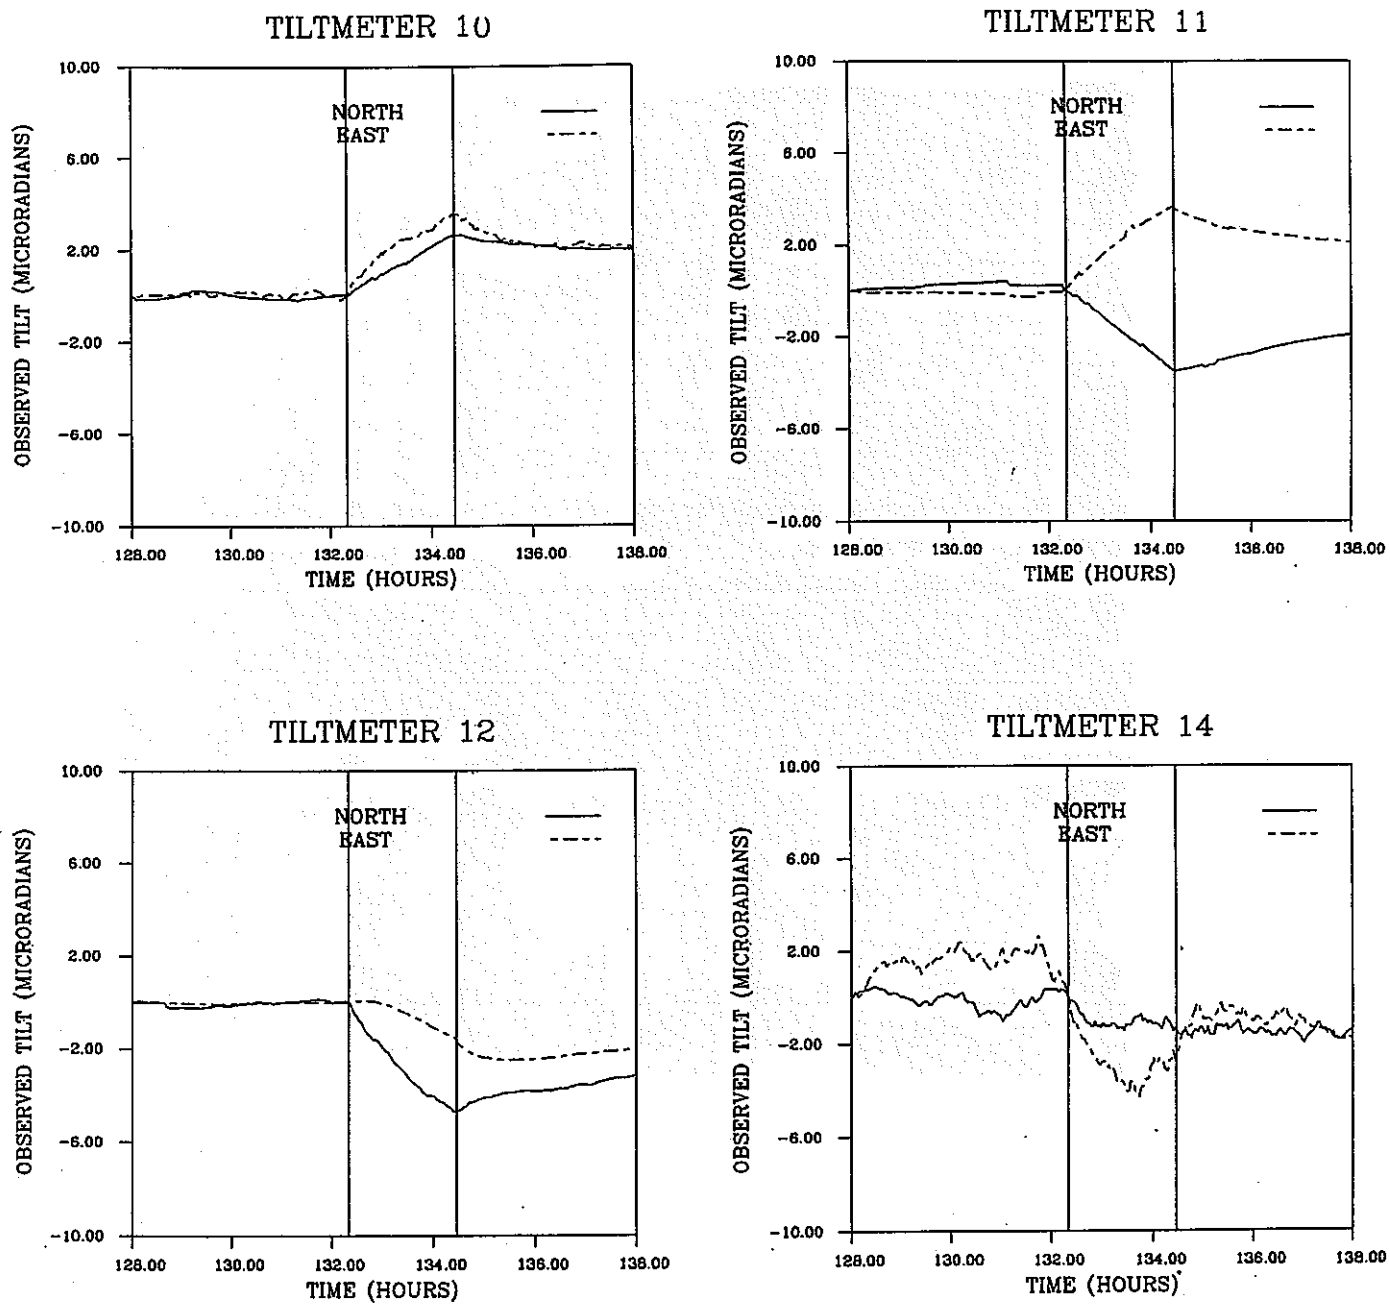 TILTMETER 10
10.00
6.00
2.00
-2.00
-6.00
-10.00
OBSERVED TILT (MICRORADIANS)
NORTH
EAST
128.00 130.00 132.00 134.00 136.00 138.00
TIME (HOURS)
TILTMETER 11
10.00
6.00
2.00
-2.00
-6.00
-10.00
OBSERVED TILT (MICRORADIANS)
NORTH
EAST
128.00 130.00 132.00 134.00 136.00 138.00
TIME (HOURS)
TILTMETER 12
10.00
6.00
2.00
-2.00
-6.00
-10.00
OBSERVED TILT (MICRORADIANS)
NORTH
EAST
128.00 130.00 132.00 134.00 136.00 138.00
TIME (HOURS)
TILTMETER 14
10.00
6.00
2.00
-2.00
-6.00
-10.00
OBSERVED TILT (MICRORADIANS)
NORTH
EAST
128.00 130.00 132.00 134.00 136.00 138.00
TIME (HOURS)